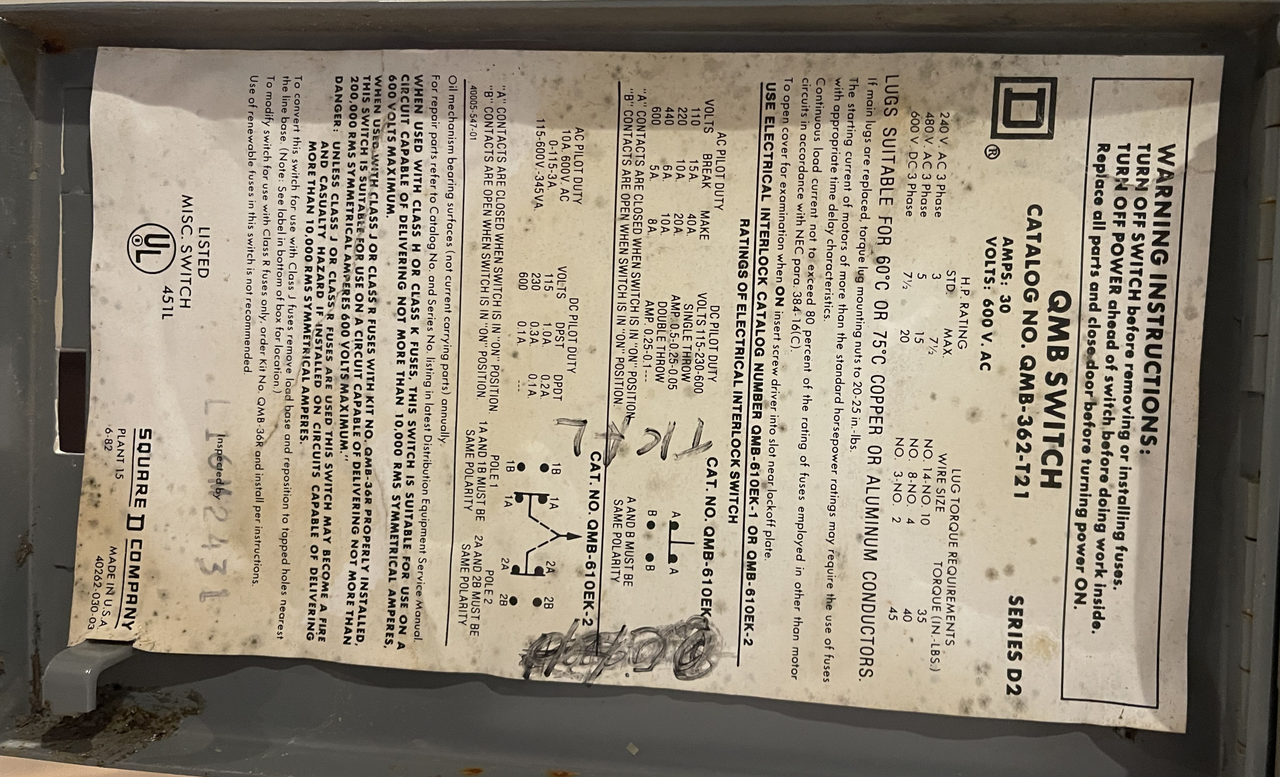 WARNING INSTRUCTIONS:
TURN OFF SWITCH before removing or installing fuses.
TURN OFF POWER ahead of switch before doing work inside.
Replace all parts and close door before turning power ON.
QMB SWITCH
CATALOG NO. QMB-362-T21
SERIES D2
AMPS: 30
VOLTS: 600 V. AC
D
®
H.P. RATING
STD. MAX.
240 V. AC 3 Phase 3 7½
480 V. AC 3 Phase 5 15
600 V. DC 3 Phase 7½ 20
LUG TORQUE REQUIREMENTS
WIRE SIZE TORQUE (IN.-LBS.)
NO. 14-NO. 10 35
NO. 8-NO. 4 40
NO. 3-NO. 2 45
LUGS SUITABLE FOR 60°C OR 75°C COPPER OR ALUMINUM CONDUCTORS.
If main lugs are replaced, torque lug mounting nuts to 20-25 in.-lbs.
The starting current of motors of more than the standard horsepower ratings may require the use of fuses
with appropriate time delay characteristics.
Continuous load current not to exceed 80 percent of the rating of fuses employed in other than motor
circuits in accordance with NEC para. 384-16(C).
To open cover for examination when ON insert screw driver into slot near lockoff plate.
USE ELECTRICAL INTERLOCK CATALOG NUMBER QMB-610EK-1 OR QMB-610EK-2
RATINGS OF ELECTRICAL INTERLOCK SWITCH
AC PILOT DUTY
VOLTS BREAK MAKE
110 15A 40A.
220 10A 20A.
440 6A 10A.
600 5A. 8A.
DC PILOT DUTY
VOLTS 115-230-600
SINGLE THROW
AMP. 0.5-0.25-0.05
DOUBLE THROW
AMP. 0.25-0.1---
CAT. NO. QMB-610EK-1
A A
B B
A AND B MUST BE
SAME POLARITY
"A" CONTACTS ARE CLOSED WHEN SWITCH IS IN "ON" POSITION
"B" CONTACTS ARE OPEN WHEN SWITCH IS IN "ON" POSITION
AC PILOT DUTY
10A. 600V. AC
0-115-3A.
115-600V.-345VA.
DC PILOT DUTY
VOLTS DPST DPDT
115 1.0A 0.2A
230 0.3A 0.1A
600 0.1A ---
CAT. NO. QMB-610EK-2
1B 1A 2A 2B
1B 1A 2A 2B
POLE 1 POLE 2
1A AND 1B MUST BE 2A AND 2B MUST BE
SAME POLARITY SAME POLARITY
"A" CONTACTS ARE CLOSED WHEN SWITCH IS IN "ON" POSITION
"B" CONTACTS ARE OPEN WHEN SWITCH IS IN "ON" POSITION
40005-547-01
Oil mechanism bearing surfaces (not current carrying parts) annually.
For repair parts refer to Catalog No. and Series No. listing in latest Distribution Equipment Service Manual.
WHEN USED WITH CLASS H OR CLASS K FUSES, THIS SWITCH IS SUITABLE FOR USE ON A
CIRCUIT CAPABLE OF DELIVERING NOT MORE THAN 10,000 RMS SYMMETRICAL AMPERES,
600 VOLTS MAXIMUM.
WHEN USED WITH CLASS J OR CLASS R FUSES WITH KIT NO. QMB-36R PROPERLY INSTALLED,
THIS SWITCH IS SUITABLE FOR USE ON A CIRCUIT CAPABLE OF DELIVERING NOT MORE THAN
200,000 RMS SYMMETRICAL AMPERES 600 VOLTS MAXIMUM."
DANGER: UNLESS CLASS J OR CLASS R FUSES ARE USED THIS SWITCH MAY BECOME A FIRE
AND CASUALTY HAZARD IF INSTALLED ON CIRCUITS CAPABLE OF DELIVERING
MORE THAN 10,000 RMS SYMMETRICAL AMPERES.
To convert this switch for use with Class J fuses remove load base and reposition to tapped holes nearest
the line base. (Note: See label in bottom of box for location.)
To modify switch for use with Class R fuses only, order Kit No. QMB-36R and install per instructions.
Use of renewable fuses in this switch is not recommended.
Inspected by
LISTED
MISC. SWITCH
UL 451L
SQUARE D COMPANY
PLANT 15 MADE IN U.S.A.
6-82 40262-030-03